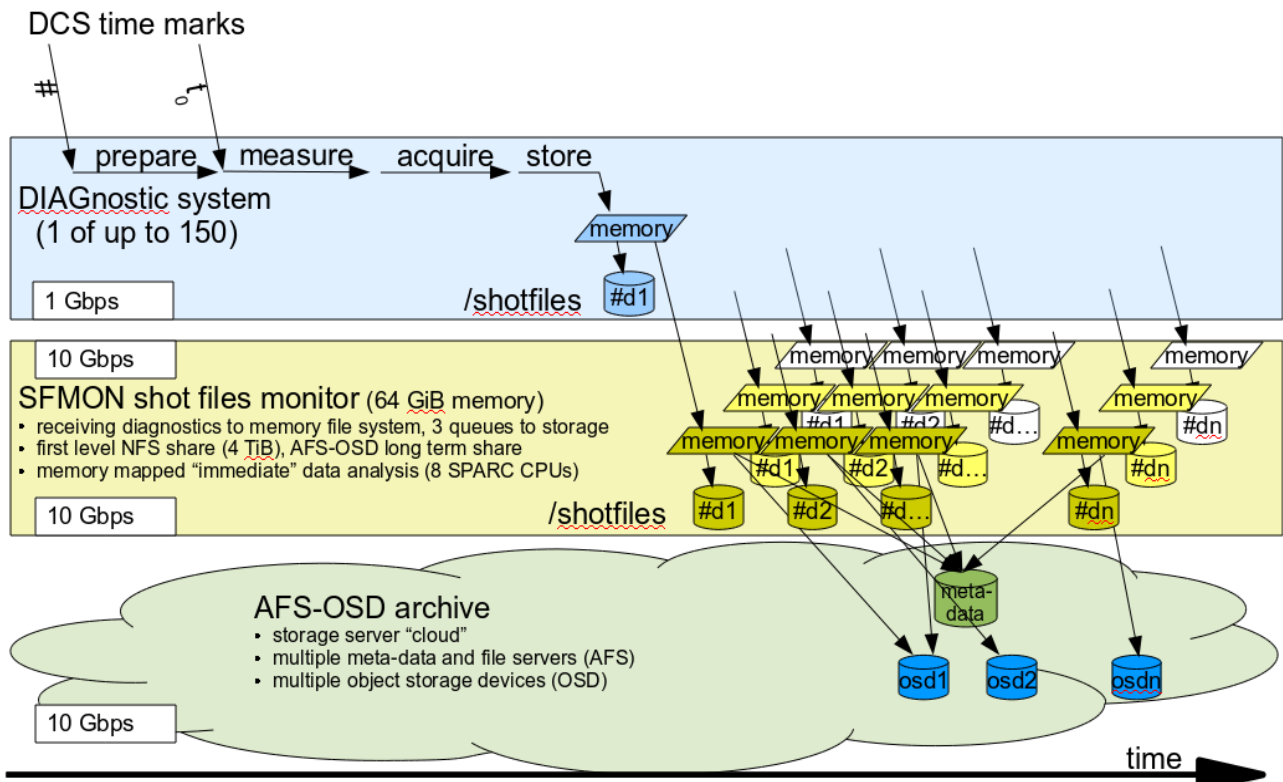 DCS time marks
#
t₀
prepare
measure
acquire
store
DIAGnostic system
(1 of up to 150)
memory
#d1
/shotfiles
1 Gbps
10 Gbps
memory
memory
memory
memory
SFMON shot files monitor (64 GiB memory)
• receiving diagnostics to memory file system, 3 queues to storage
• first level NFS share (4 TiB), AFS-OSD long term share
• memory mapped “immediate” data analysis (8 SPARC CPUs)
memory
memory
memory
memory
#d1
#d2
#d...
#dn
memory
memory
memory
memory
#d1
#d2
#d...
#dn
#d1
#d2
#d...
#dn
/shotfiles
10 Gbps
AFS-OSD archive
• storage server “cloud”
• multiple meta-data and file servers (AFS)
• multiple object storage devices (OSD)
meta-
data
osd1
osd2
osdn
10 Gbps
time